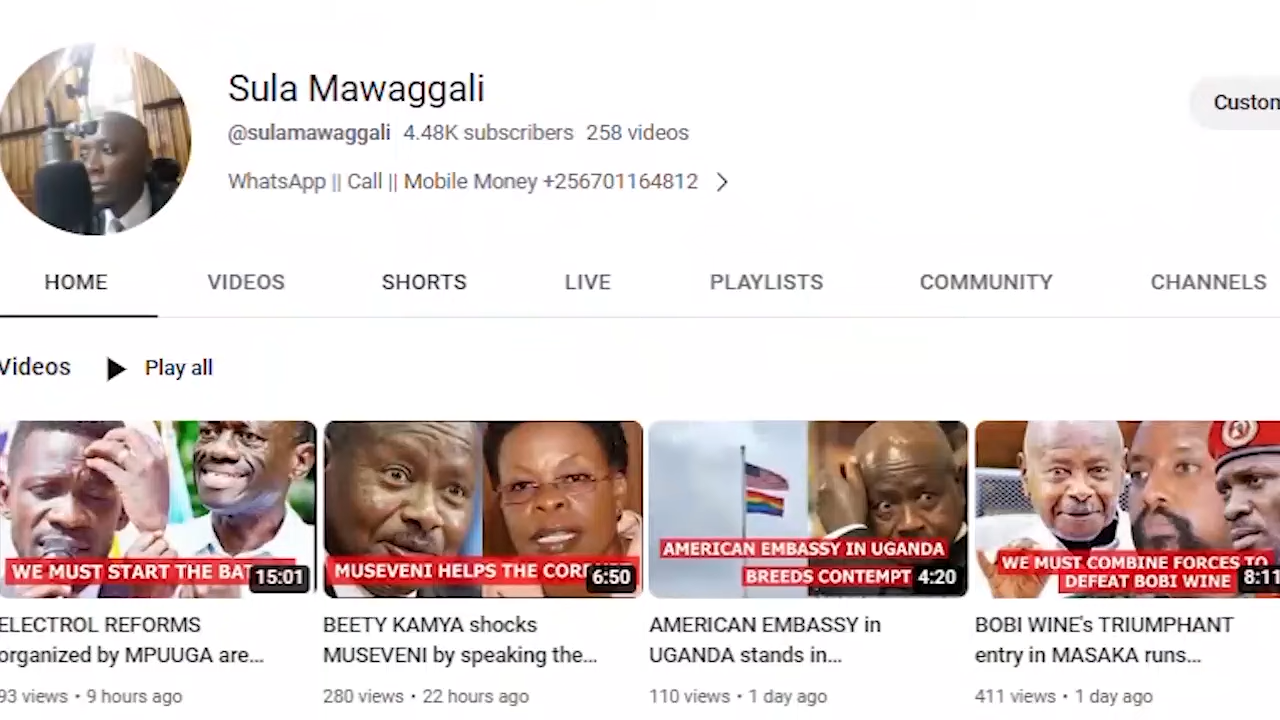 Sula Mawaggali
@sulamawaggali 4.48K subscribers 258 videos
WhatsApp || Call || Mobile Money +256701164812
Custom
HOME VIDEOS SHORTS LIVE PLAYLISTS COMMUNITY CHANNELS
Videos Play all
WE MUST START THE BAT
15:01
MUSEVENI HELPS THE COR
6:50
AMERICAN EMBASSY IN UGANDA
BREEDS CONTEMPT 4:20
WE MUST COMBINE FORCES TO
DEFEAT BOBI WINE 8:11
ELECTROL REFORMS
organized by MPUUGA are...
93 views • 9 hours ago
BEETY KAMYA shocks
MUSEVENI by speaking the...
280 views • 22 hours ago
AMERICAN EMBASSY in
UGANDA stands in...
110 views • 1 day ago
BOBI WINE's TRIUMPHANT
entry in MASAKA runs...
411 views • 1 day ago